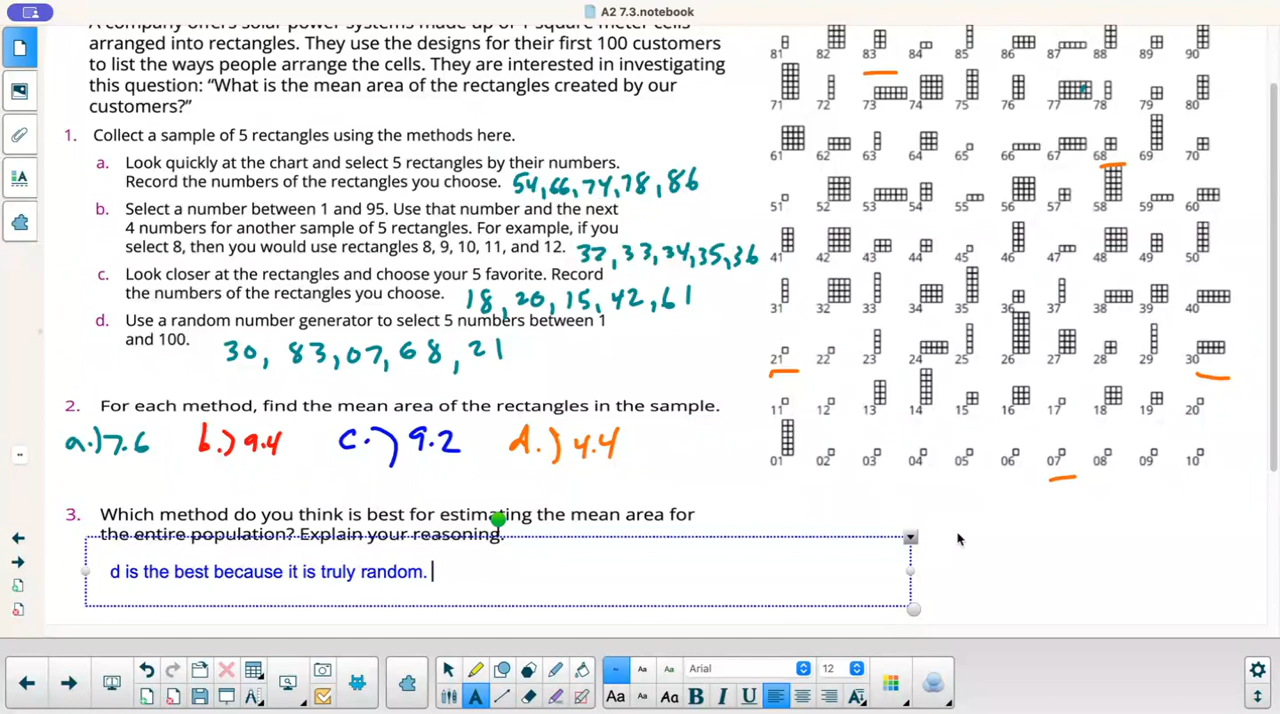 A2 7.3.notebook
A company offers solar power systems made up of 1-square-meter cells
arranged into rectangles. They use the designs for their first 100 customers
to list the ways people arrange the cells. They are interested in investigating
this question: “What is the mean area of the rectangles created by our
customers?”
1. Collect a sample of 5 rectangles using the methods here.
a. Look quickly at the chart and select 5 rectangles by their numbers.
Record the numbers of the rectangles you choose. 54, 66, 74, 78, 86
b. Select a number between 1 and 95. Use that number and the next
4 numbers for another sample of 5 rectangles. For example, if you
select 8, then you would use rectangles 8, 9, 10, 11, and 12. 32, 33, 34, 35, 36
c. Look closer at the rectangles and choose your 5 favorite. Record
the numbers of the rectangles you choose. 18, 20, 15, 42, 61
d. Use a random number generator to select 5 numbers between 1
and 100. 30, 83, 07, 68, 21
2. For each method, find the mean area of the rectangles in the sample.
a.) 7.6 b.) 9.4 c.) 9.2 d.) 4.4
3. Which method do you think is best for estimating the mean area for
the entire population? Explain your reasoning.
d is the best because it is truly random.
81 82 83 84 85 86 87 88 89 90
71 72 73 74 75 76 77 78 79 80
61 62 63 64 65 66 67 68 69 70
51 52 53 54 55 56 57 58 59 60
41 42 43 44 45 46 47 48 49 50
31 32 33 34 35 36 37 38 39 40
21 22 23 24 25 26 27 28 29 30
11 12 13 14 15 16 17 18 19 20
01 02 03 04 05 06 07 08 09 10
Arial 12
Aa Aa Aa B I U